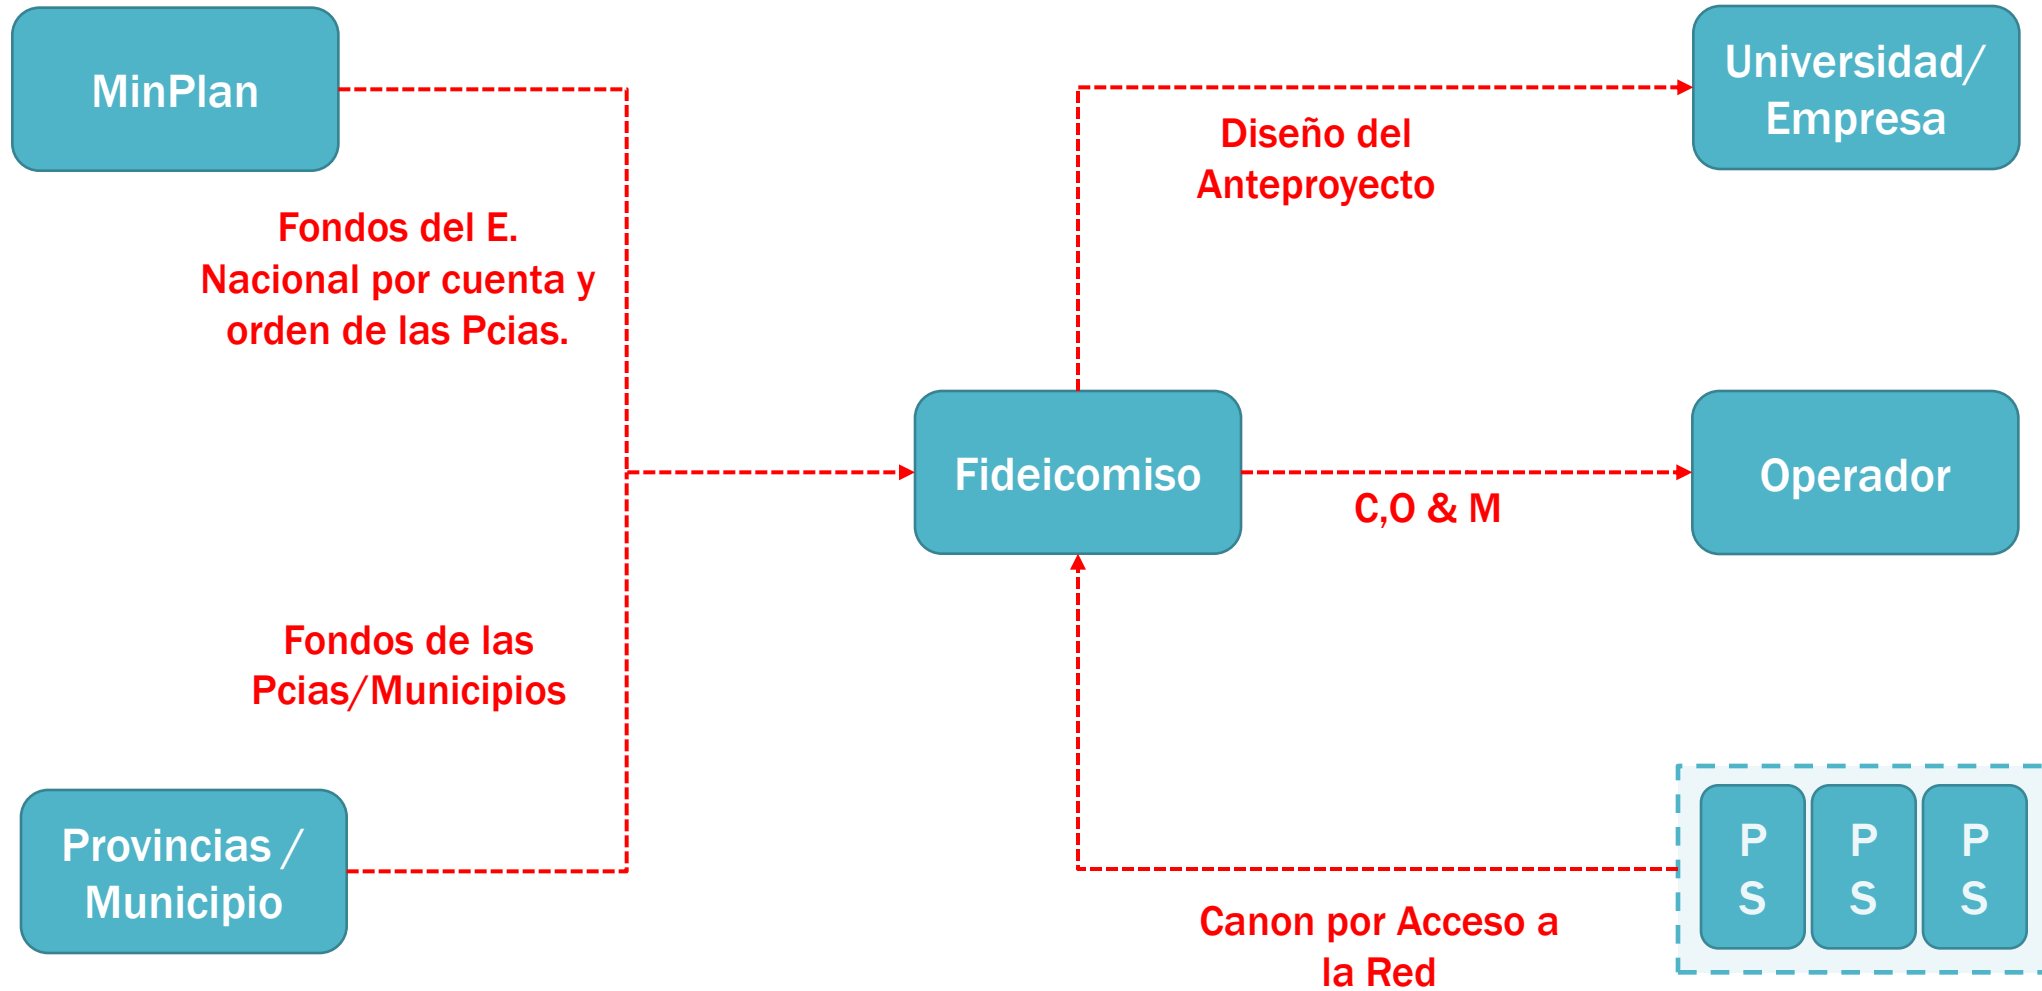 MinPlan
Universidad/
Empresa
Diseño del
Anteproyecto
Fondos del E.
Nacional por cuenta y
orden de las Pcias.
Fideicomiso
Operador
C,O & M
Fondos de las
Pcias/Municipios
Provincias /
Municipio
P
S
P
S
P
S
Canon por Acceso a
la Red